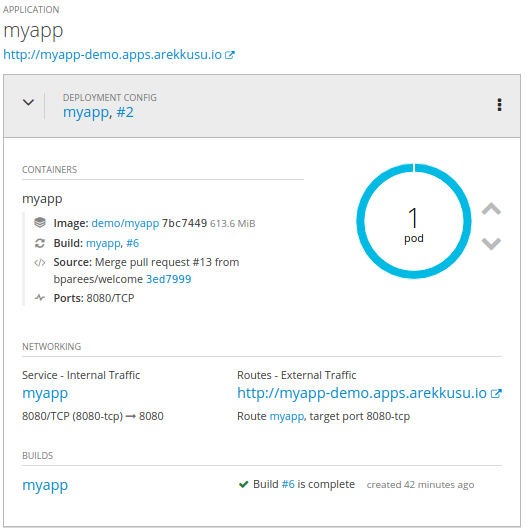 APPLICATION
myapp
http://myapp-demo.apps.arekkusu.io
DEPLOYMENT CONFIG
myapp, #2
CONTAINERS
myapp
Image: demo/myapp 7bc7449 613.6 MiB
Build: myapp, #6
Source: Merge pull request #13 from
bparees/welcome 3ed7999
Ports: 8080/TCP
1
pod
NETWORKING
Service - Internal Traffic
myapp
8080/TCP (8080-tcp) → 8080
Routes - External Traffic
http://myapp-demo.apps.arekkusu.io
Route myapp, target port 8080-tcp
BUILDS
myapp
Build #6 is complete created 42 minutes ago